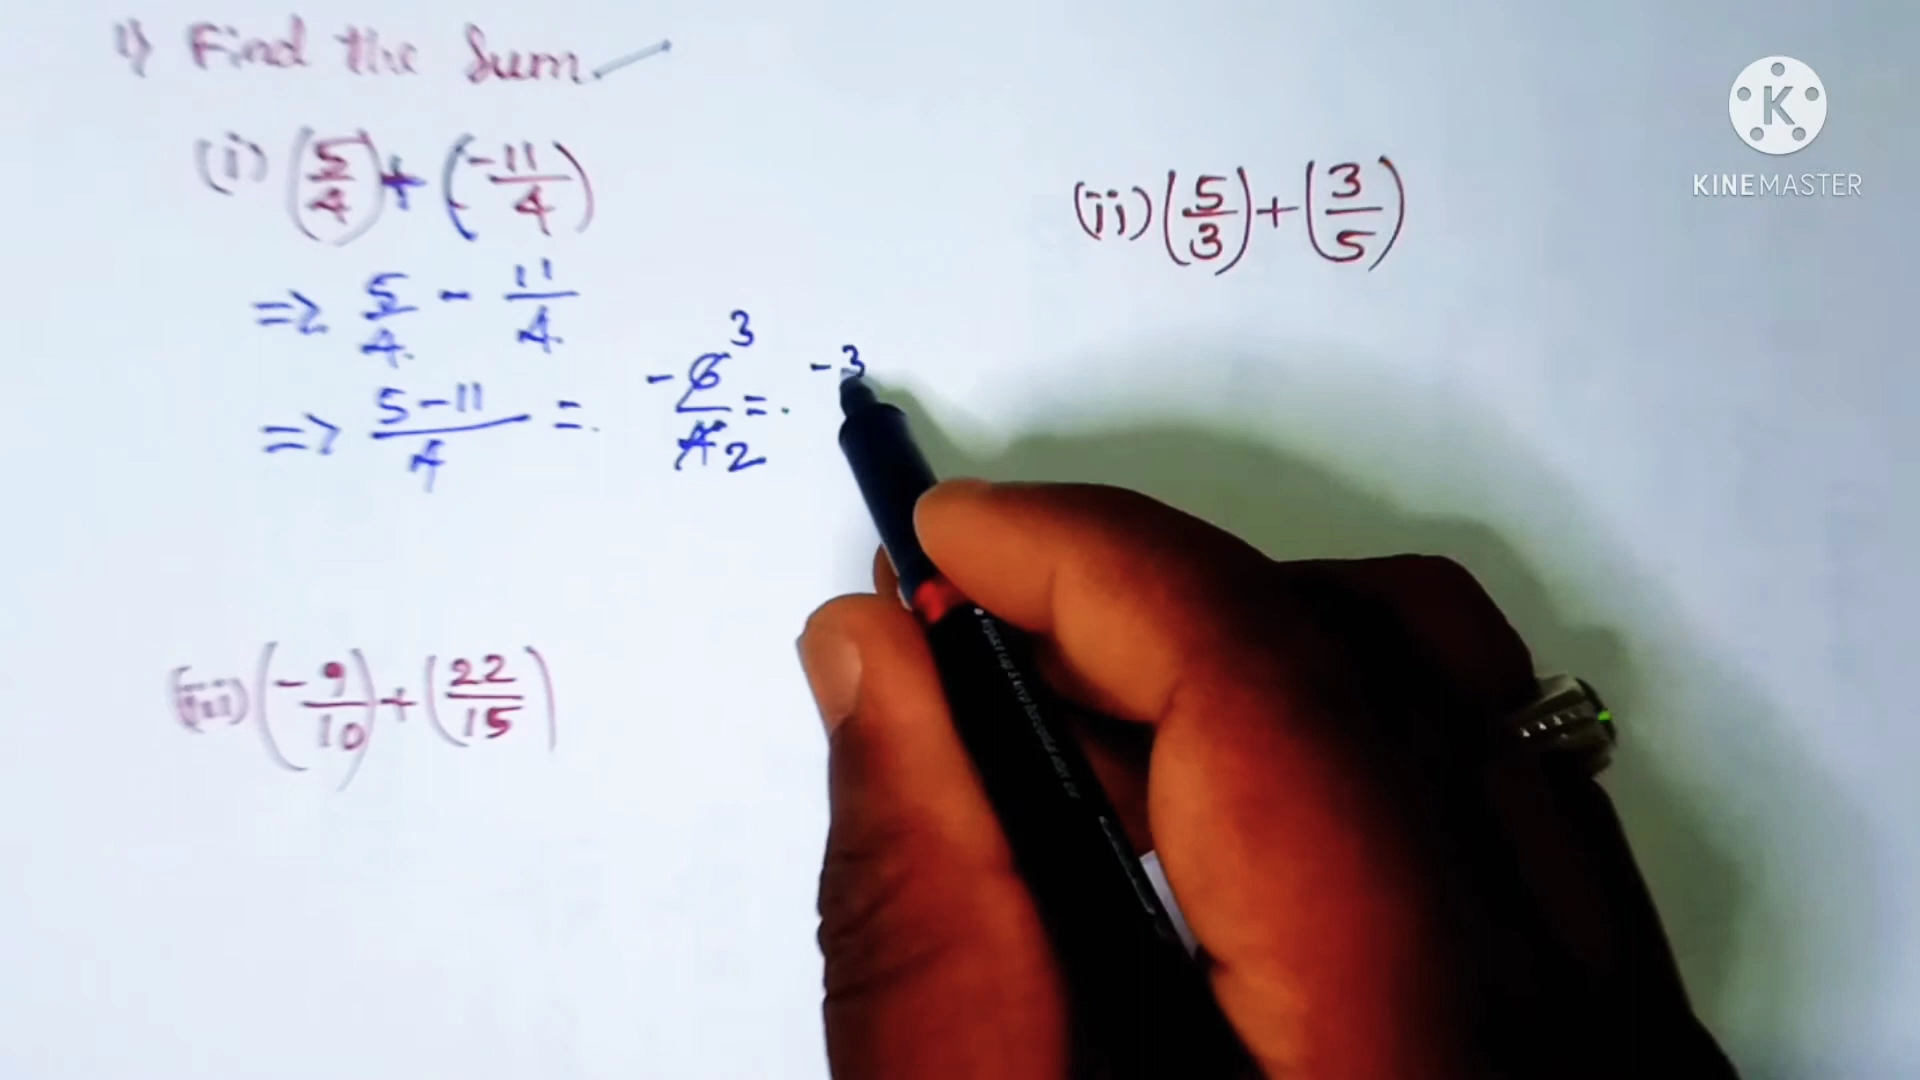 1) Find the Sum.
(i) (5/4) + (-11/4)
=> 5/4 - 11/4
=> 5-11/4 = -6/4 3 2 = -3
(ii) (5/3) + (3/5)
(iii) (-9/10) + (22/15)
K
KINEMASTER